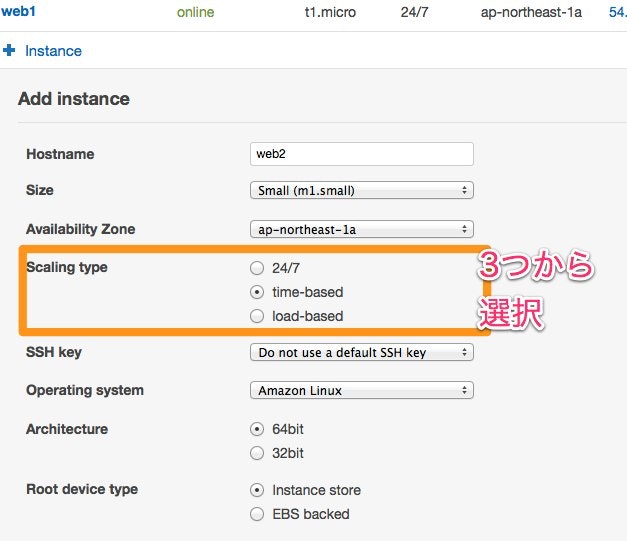 web1 online t1.micro 24/7 ap-northeast-1a 54.
+ Instance
Add instance
Hostname web2
Size Small (m1.small)
Availability Zone ap-northeast-1a
Scaling type 24/7
time-based
load-based
3つから
選択
SSH key Do not use a default SSH key
Operating system Amazon Linux
Architecture 64bit
32bit
Root device type Instance store
EBS backed